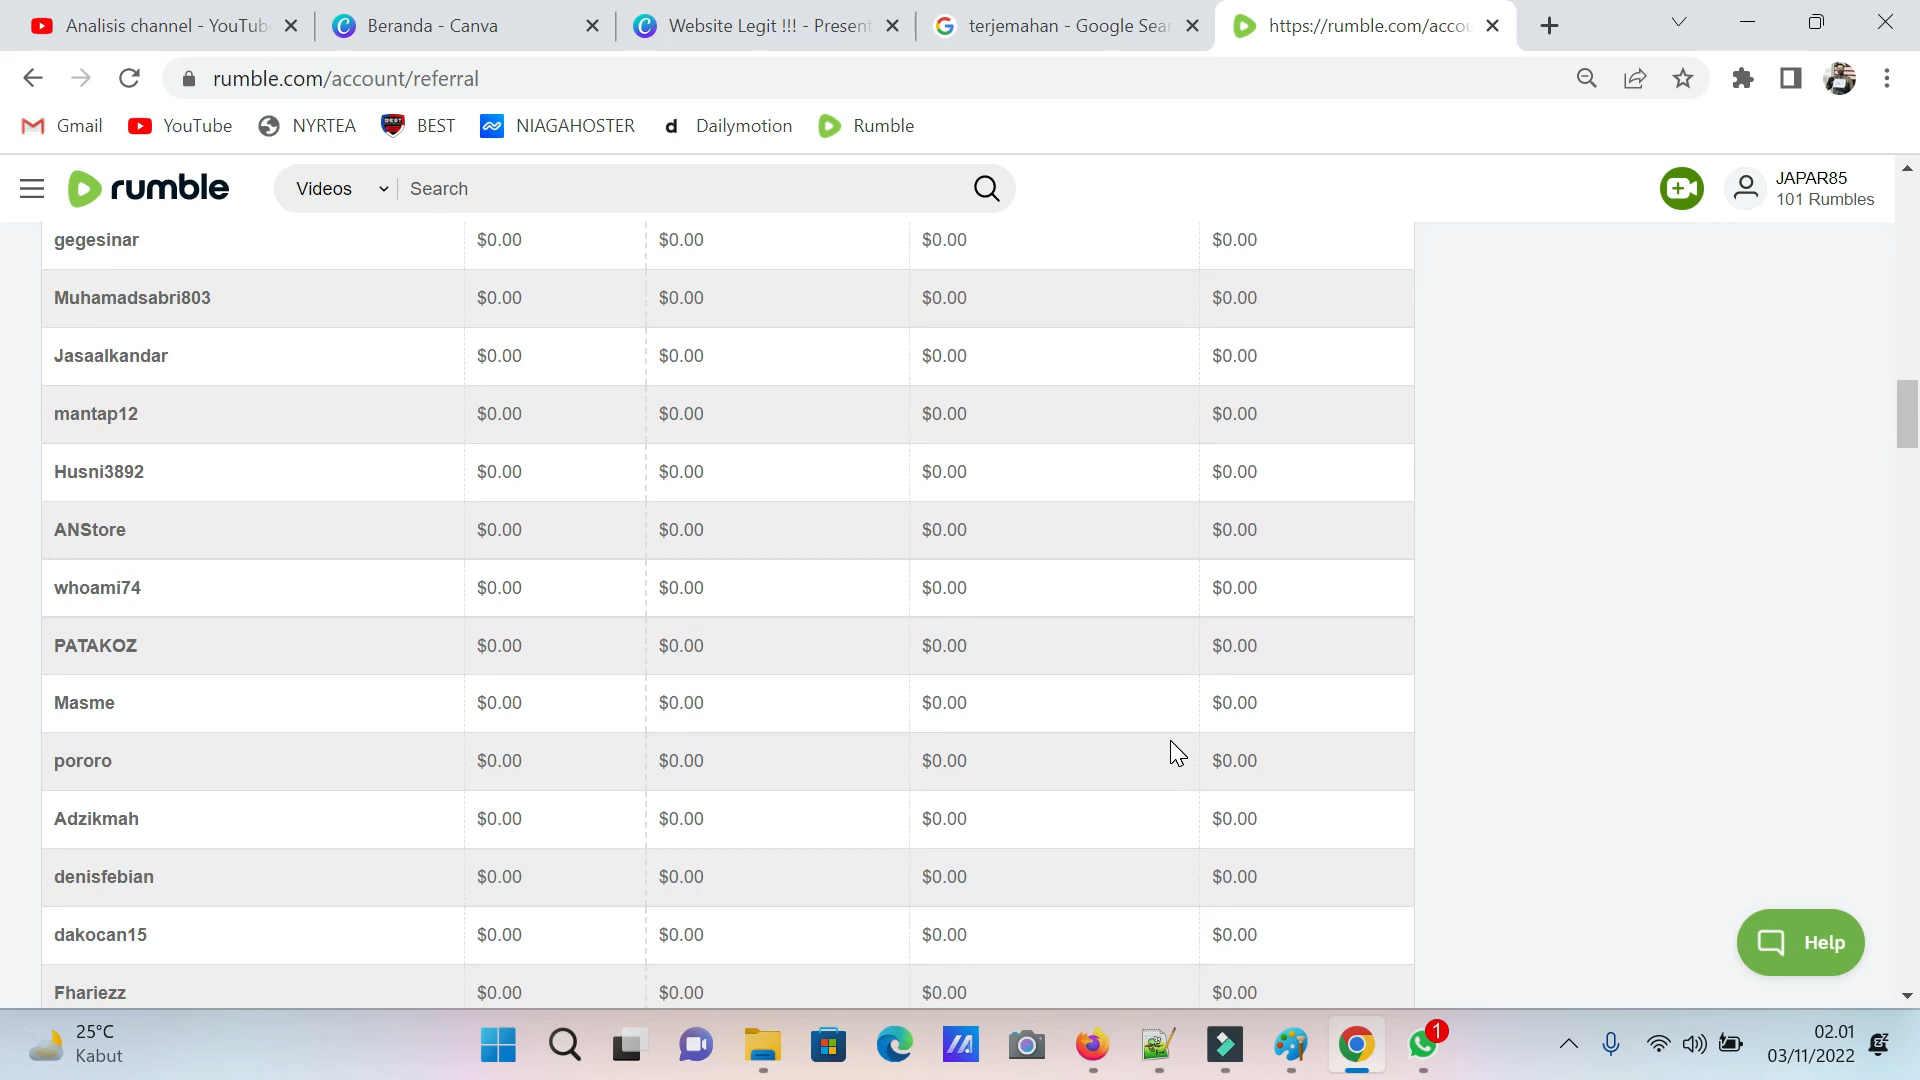 Analisis channel - YouTub
Beranda - Canva
Website Legit !!! - Present
terjemahan - Google Sear
https://rumble.com/accou
rumble.com/account/referral
Gmail YouTube NYRTEA BEST NIAGAHOSTER d Dailymotion Rumble
rumble Videos Search JAPAR85
101 Rumbles
gegesinar $0.00 $0.00 $0.00 $0.00
Muhamadsabri803 $0.00 $0.00 $0.00 $0.00
Jasaalkandar $0.00 $0.00 $0.00 $0.00
mantap12 $0.00 $0.00 $0.00 $0.00
Husni3892 $0.00 $0.00 $0.00 $0.00
ANStore $0.00 $0.00 $0.00 $0.00
whoami74 $0.00 $0.00 $0.00 $0.00
PATAKOZ $0.00 $0.00 $0.00 $0.00
Masme $0.00 $0.00 $0.00 $0.00
pororo $0.00 $0.00 $0.00 $0.00
Adzikmah $0.00 $0.00 $0.00 $0.00
denisfebian $0.00 $0.00 $0.00 $0.00
dakocan15 $0.00 $0.00 $0.00 $0.00
Fhariezz $0.00 $0.00 $0.00 $0.00
Help
25°C
Kabut
1
02.01
03/11/2022